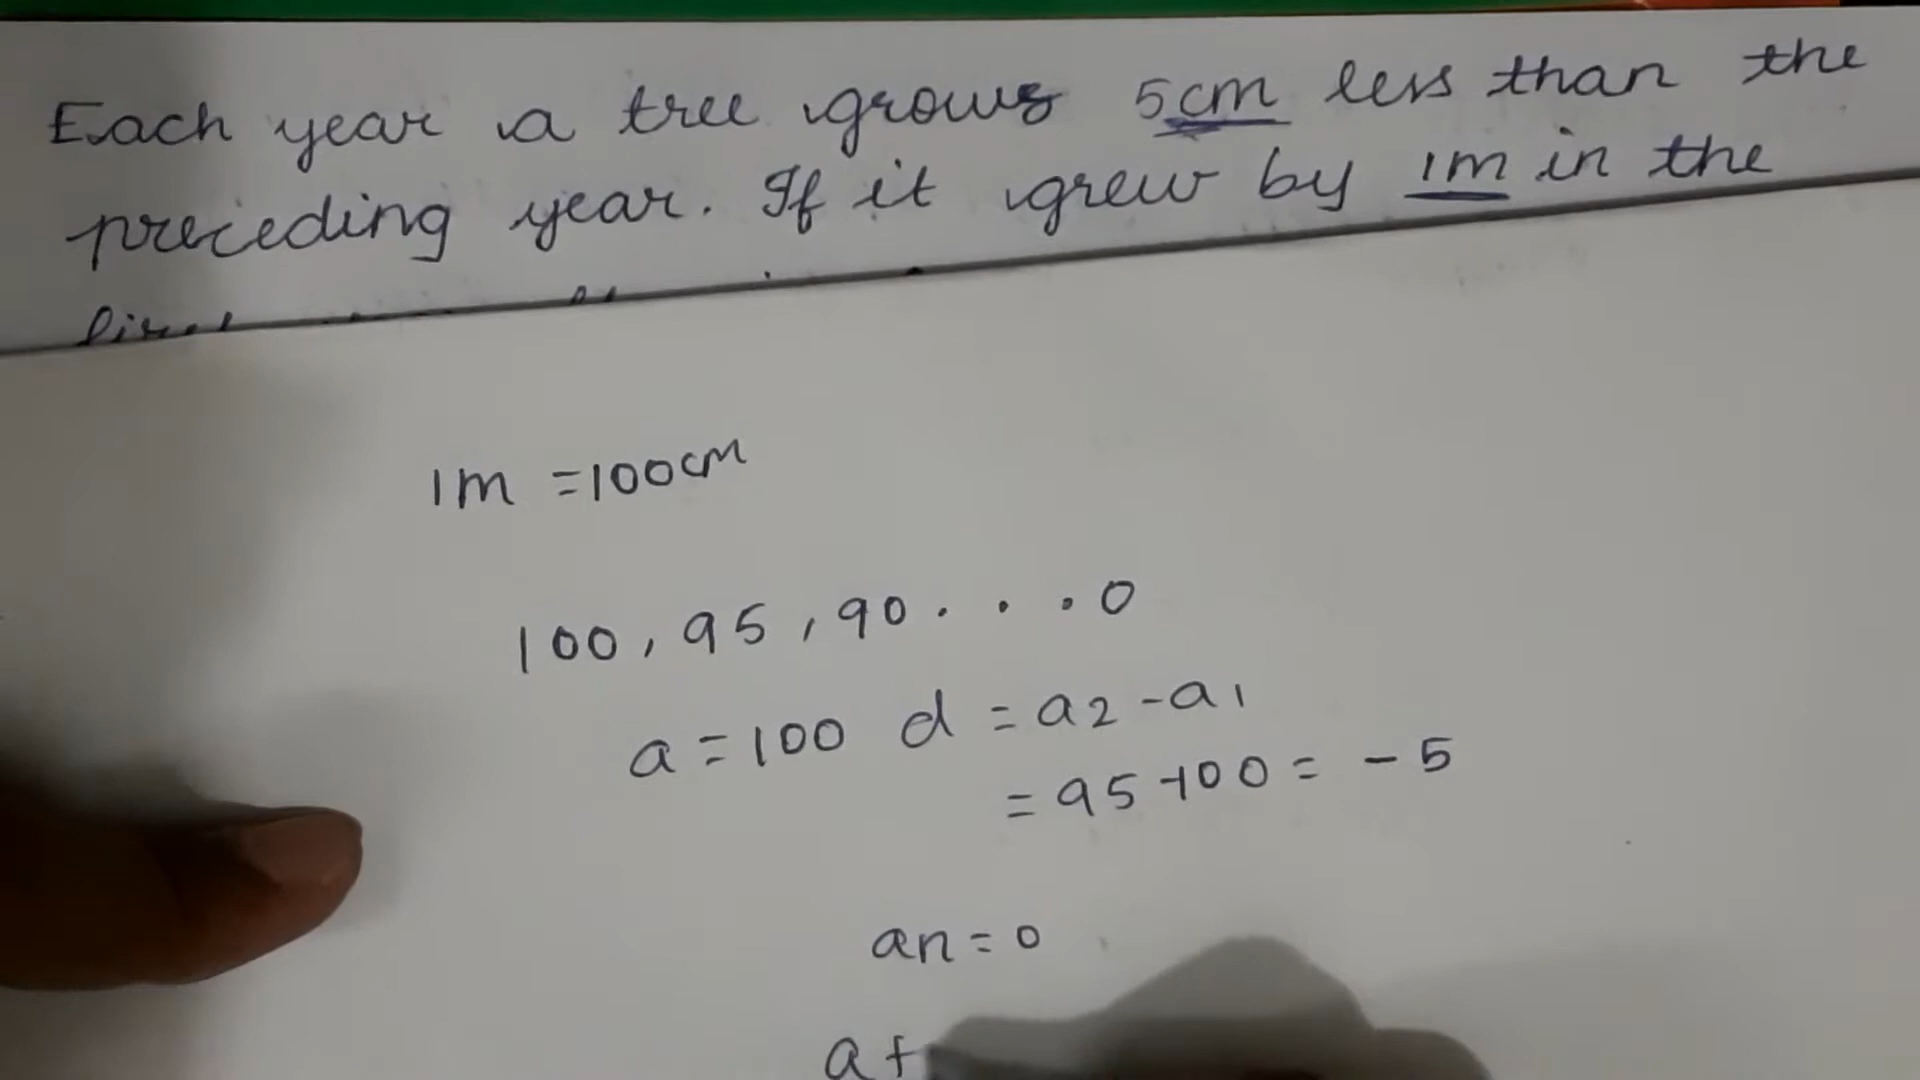 Each year a tree grows 5cm less than the
preceding year. If it grew by 1m in the
1m = 100cm
100, 95, 90 . . . 0
a = 100 d = a2 - a1
= 95 - 100 = - 5
an = 0
a +